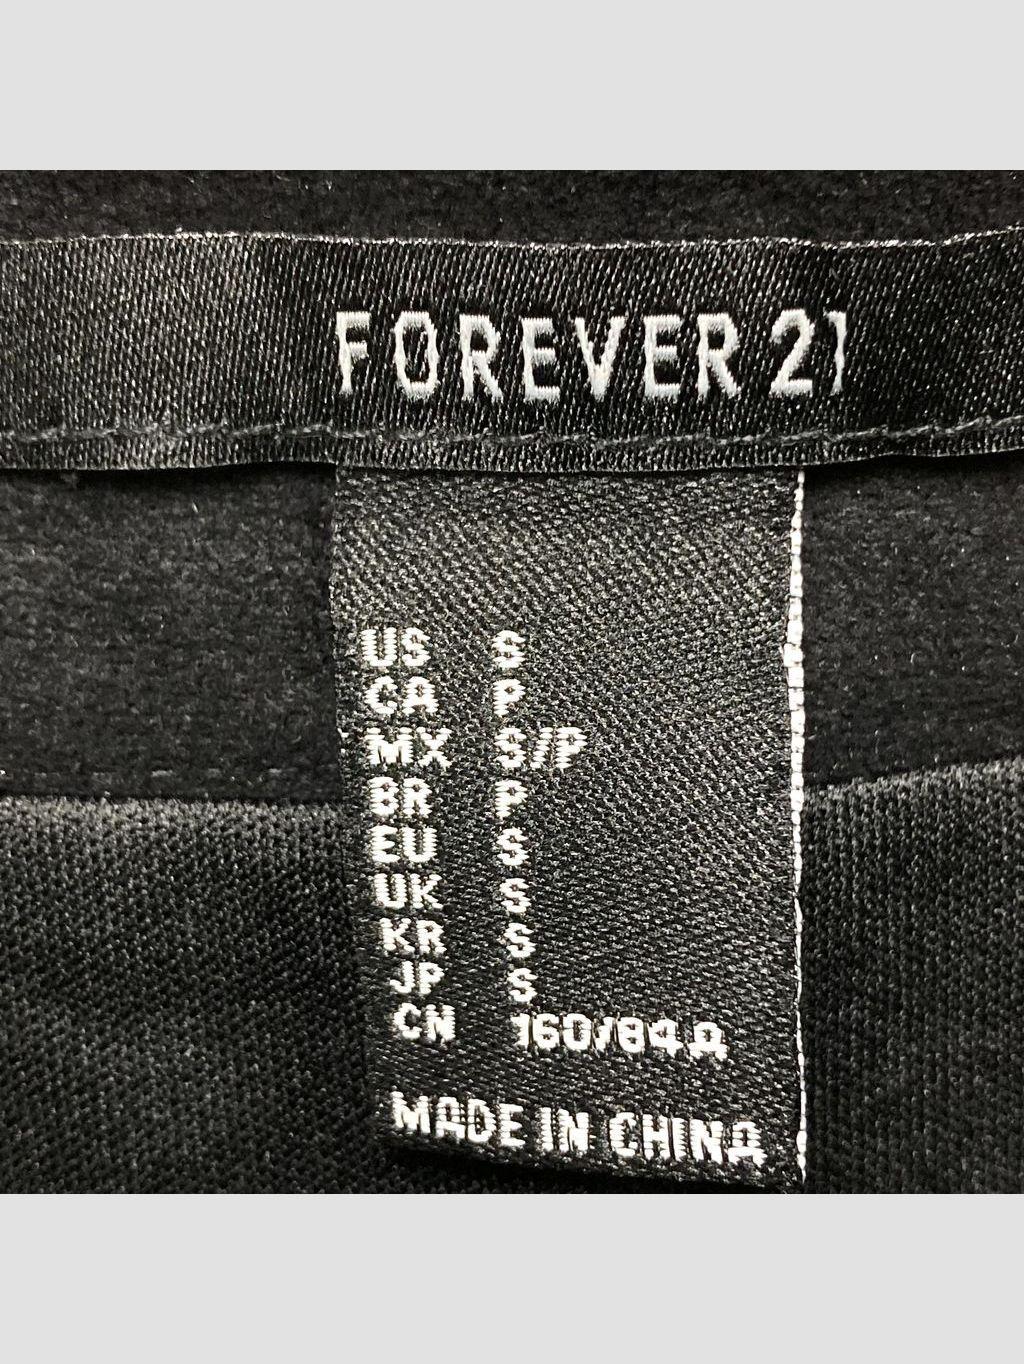 FOREVER 21
US S
CA P
MX S/P
BR P
EU S
UK S
KR S
JP S
CN 160/84A
MADE IN CHINA